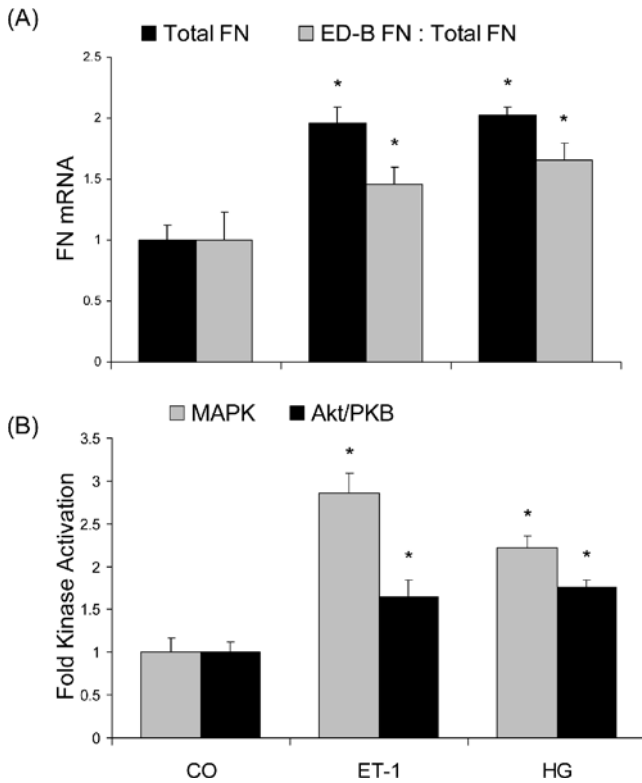 (A)
Total FN ED-B FN : Total FN
2.5
2
1.5
1
0.5
0
FN mRNA
* * * *
(B)
MAPK Akt/PKB
3.5
3
2.5
2
1.5
1
0.5
0
Fold Kinase Activation
* * * *
CO ET-1 HG